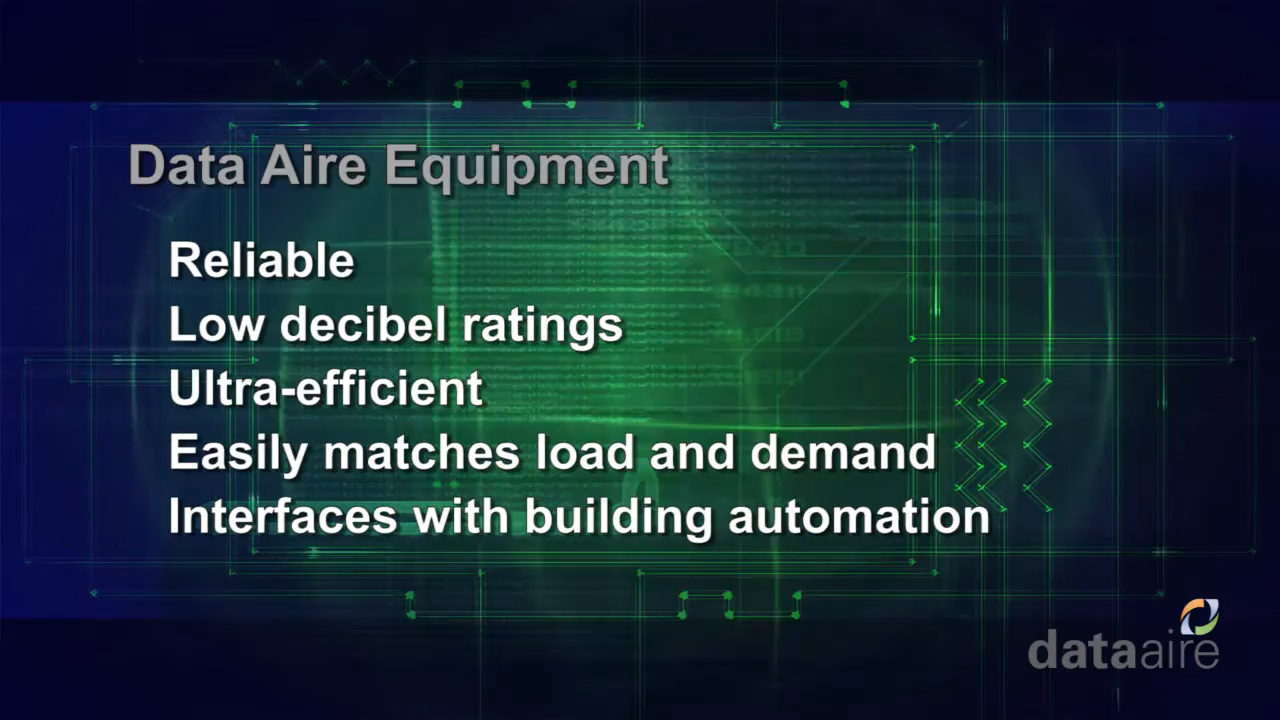 Data Aire Equipment
Reliable
Low decibel ratings
Ultra-efficient
Easily matches load and demand
Interfaces with building automation
dataaire